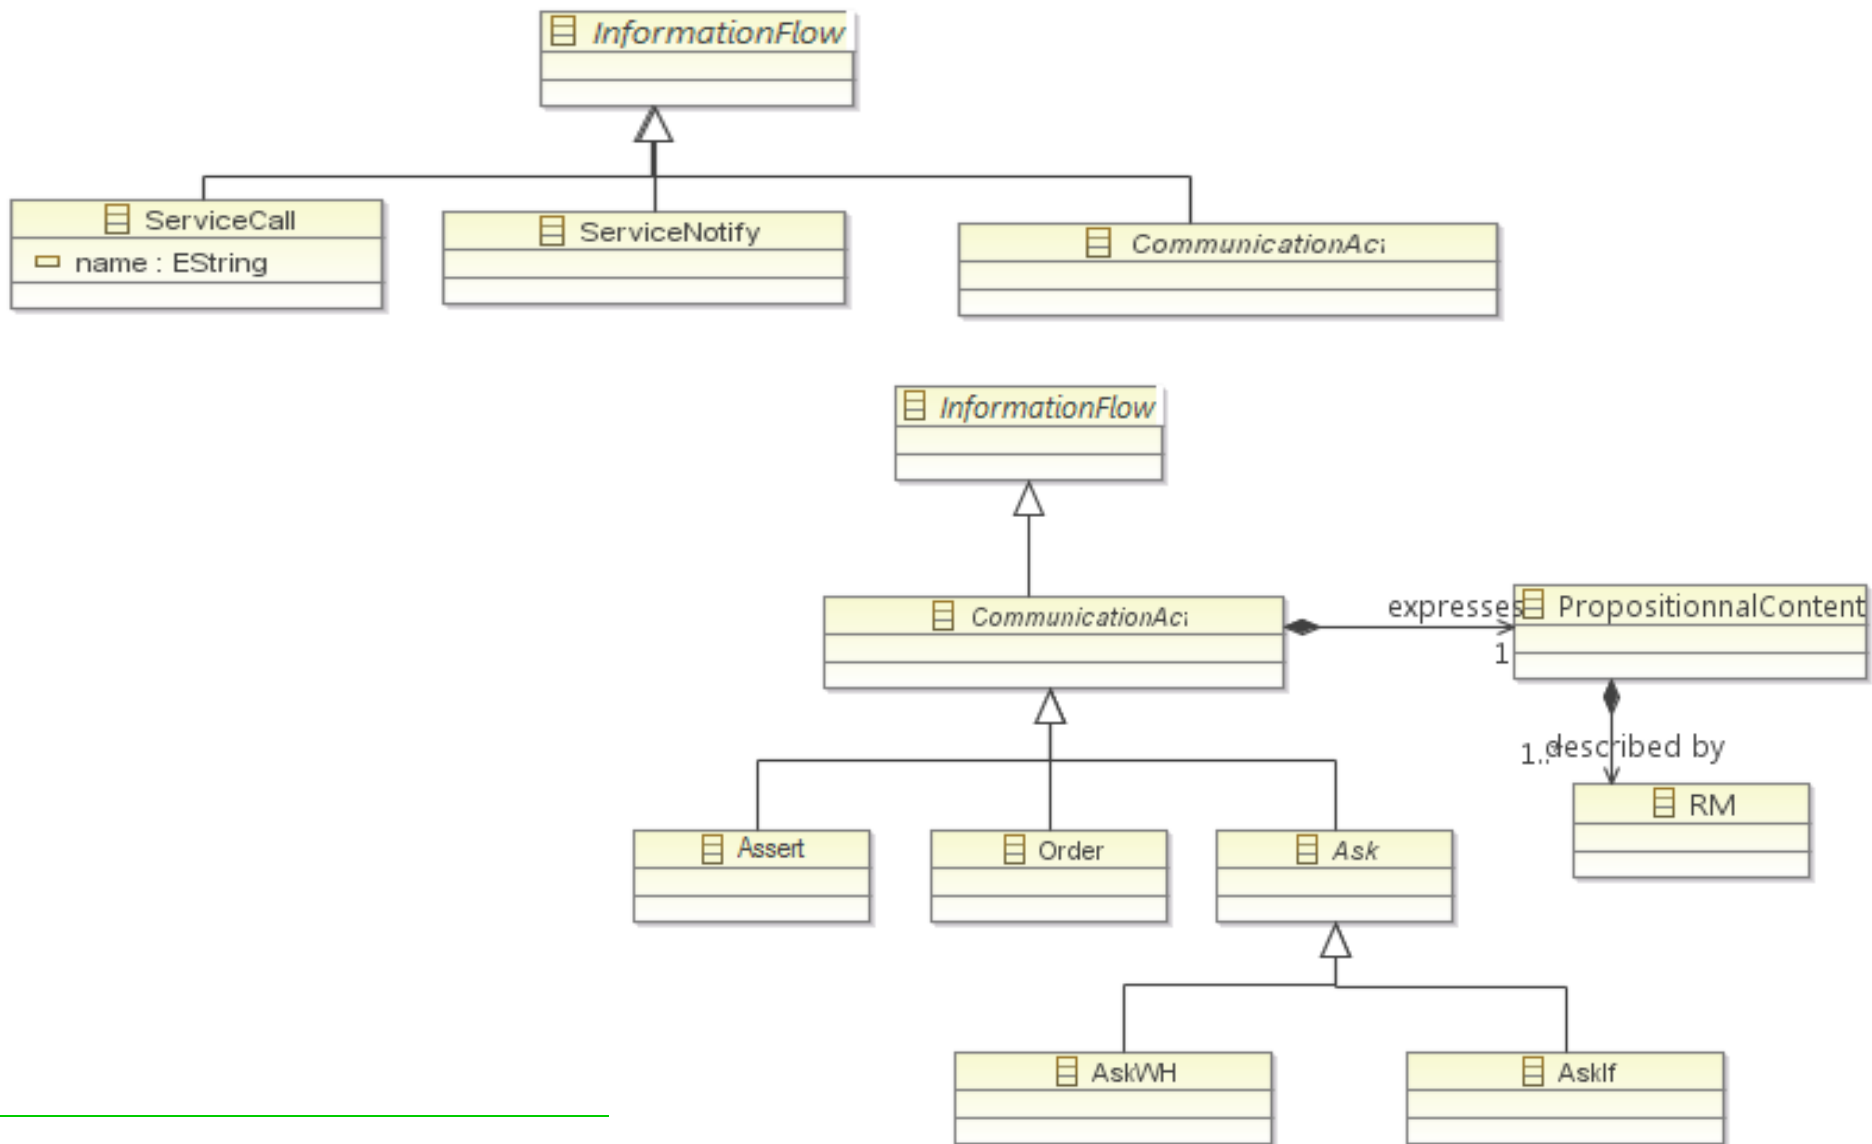 InformationFlow
ServiceCall
name : EString
ServiceNotify
CommunicationAct
InformationFlow
CommunicationAct
expresses
1
PropositionnalContent
1..
described by
RM
Assert
Order
Ask
AskWH
AskIf